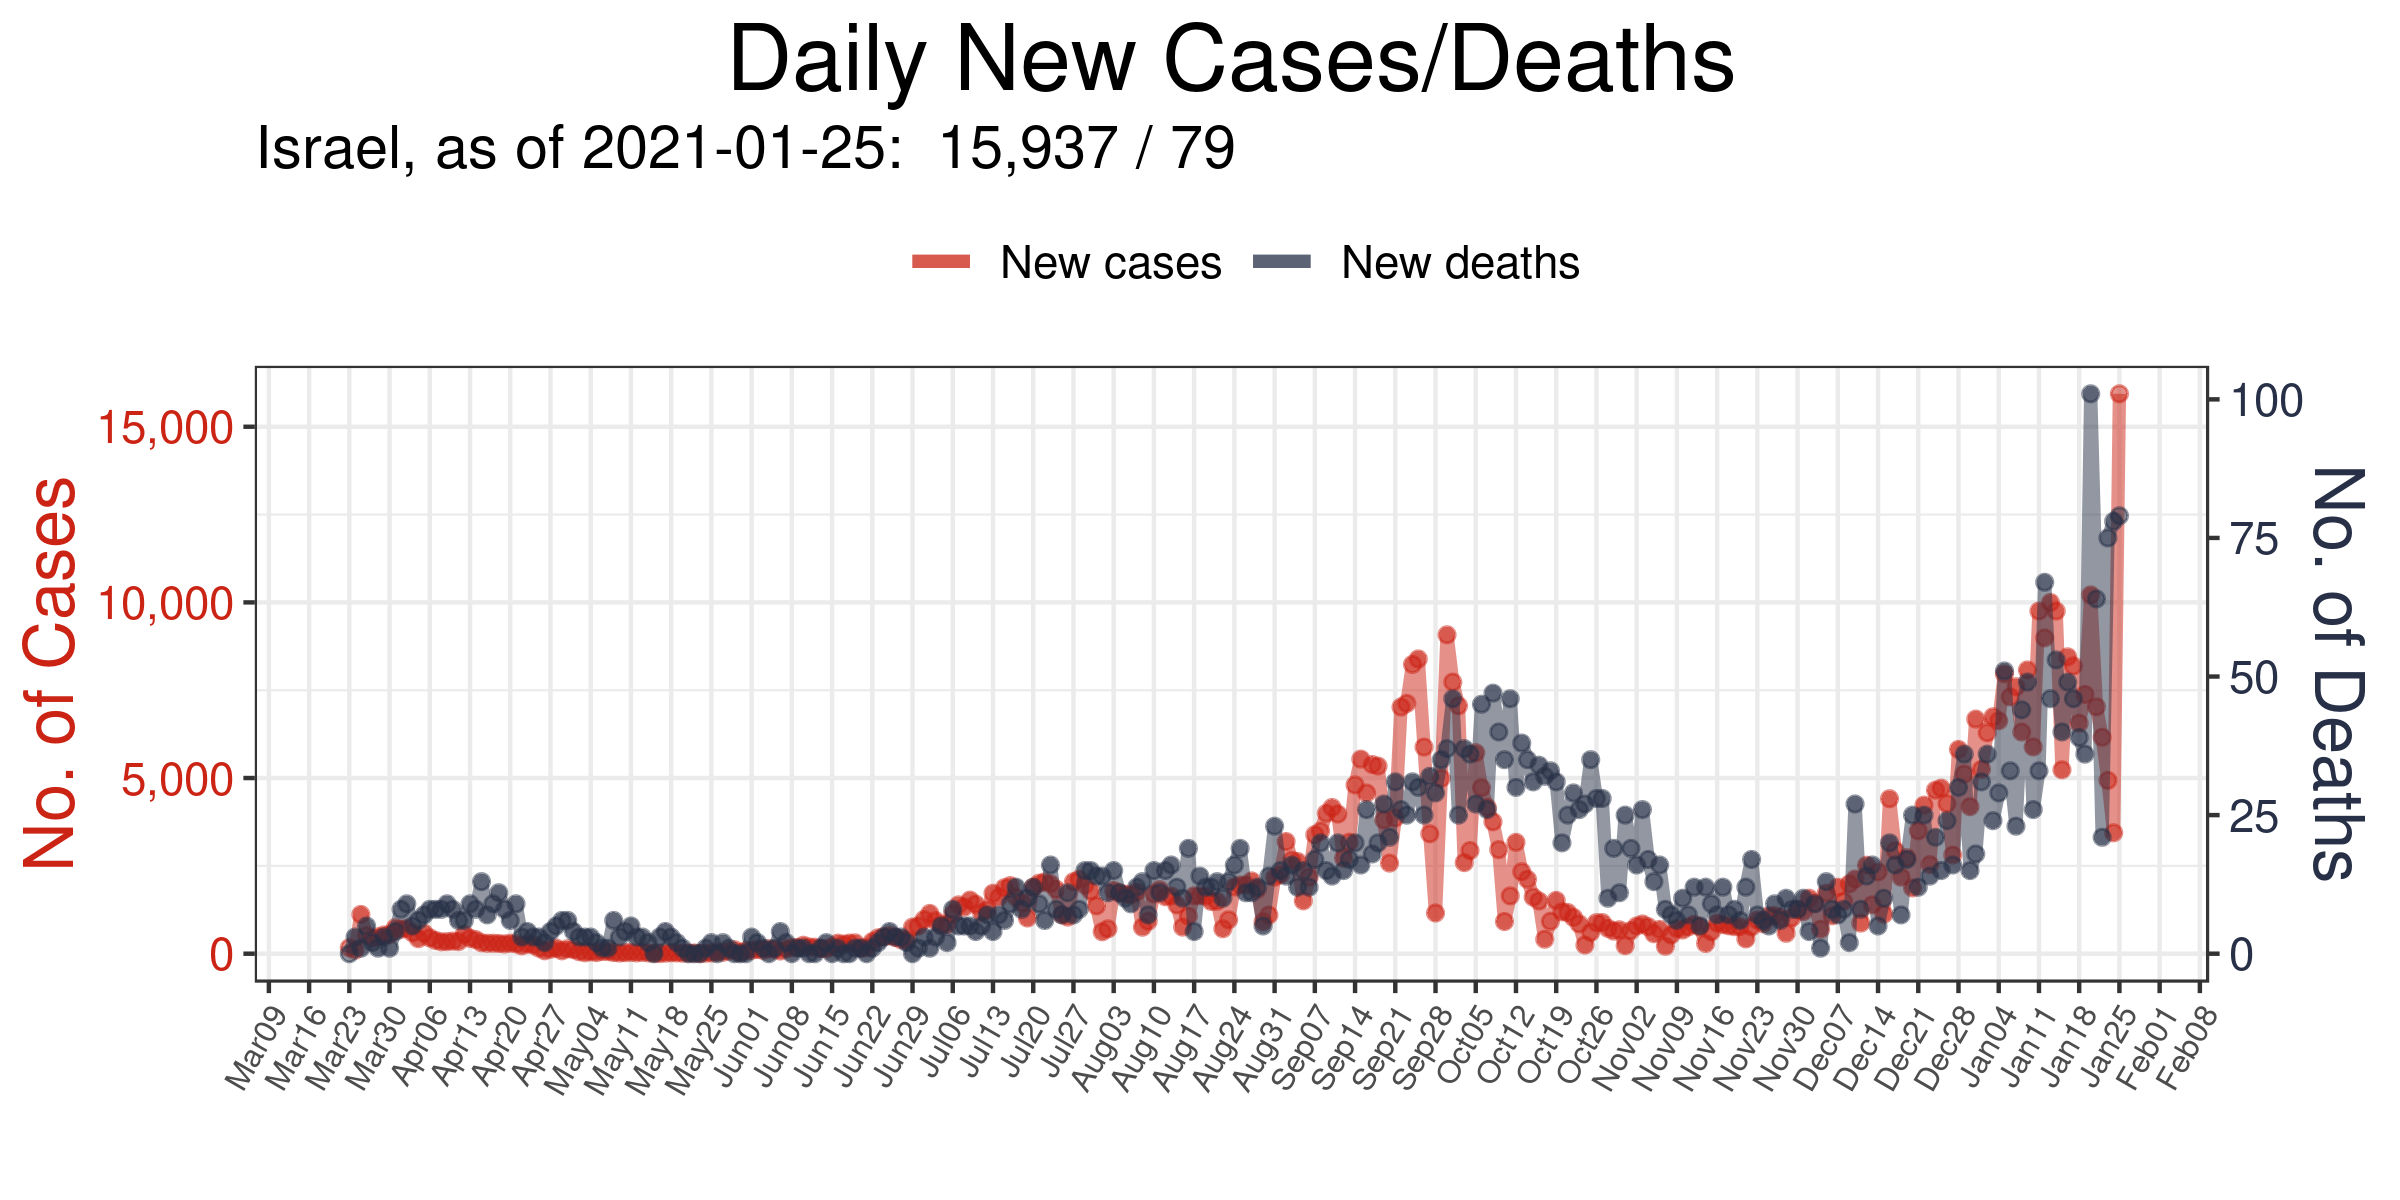 Daily New Cases/Deaths
Israel, as of 2021-01-25:  15,937 / 79
New cases
New deaths
No. of Cases
15,000
10,000
5,000
0
100
75
50
25
0
No. of Deaths
Mar09
Mar16
Mar23
Mar30
Apr06
Apr13
Apr20
Apr27
May04
May11
May18
May25
Jun01
Jun08
Jun15
Jun22
Jun29
Jul06
Jul13
Jul20
Jul27
Aug03
Aug10
Aug17
Aug24
Aug31
Sep07
Sep14
Sep21
Sep28
Oct05
Oct12
Oct19
Oct26
Nov02
Nov09
Nov16
Nov23
Nov30
Dec07
Dec14
Dec21
Dec28
Jan04
Jan11
Jan18
Jan25
Feb01
Feb08